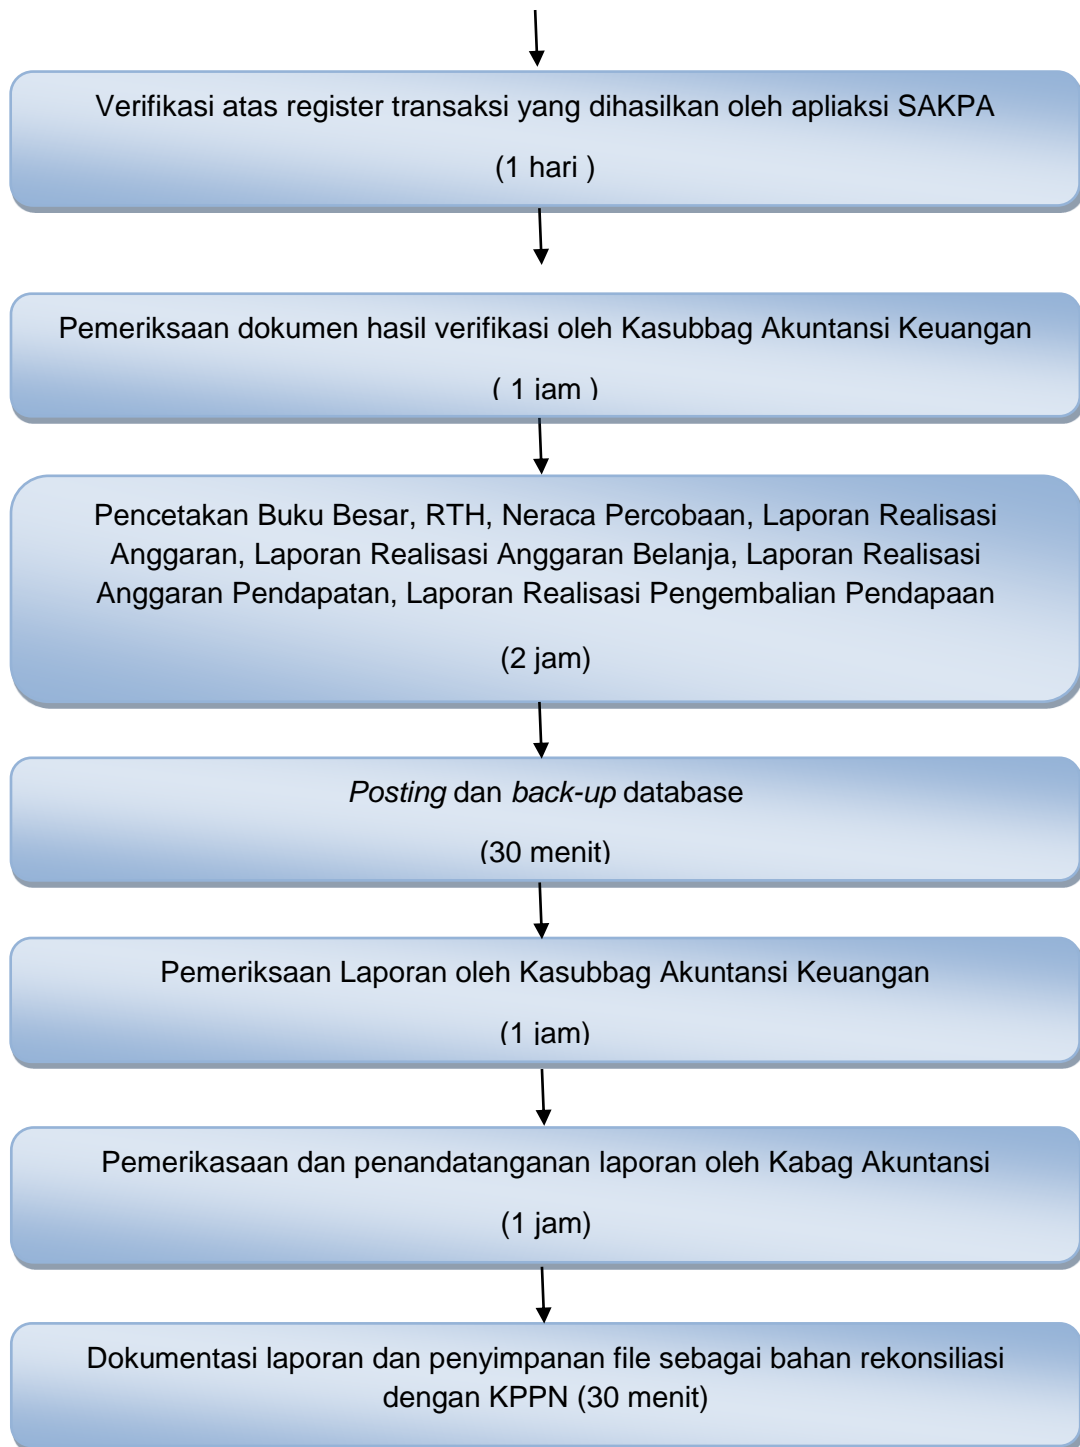 Verifikasi atas register transaksi yang dihasilkan oleh apliaksi SAKPA
(1 hari )
Pemeriksaan dokumen hasil verifikasi oleh Kasubbag Akuntansi Keuangan
( 1 jam )
Pencetakan Buku Besar, RTH, Neraca Percobaan, Laporan Realisasi
Anggaran, Laporan Realisasi Anggaran Belanja, Laporan Realisasi
Anggaran Pendapatan, Laporan Realisasi Pengembalian Pendapaan
(2 jam)
Posting dan back-up database
(30 menit)
Pemeriksaan Laporan oleh Kasubbag Akuntansi Keuangan
(1 jam)
Pemerikasaan dan penandatanganan laporan oleh Kabag Akuntansi
(1 jam)
Dokumentasi laporan dan penyimpanan file sebagai bahan rekonsiliasi
dengan KPPN (30 menit)